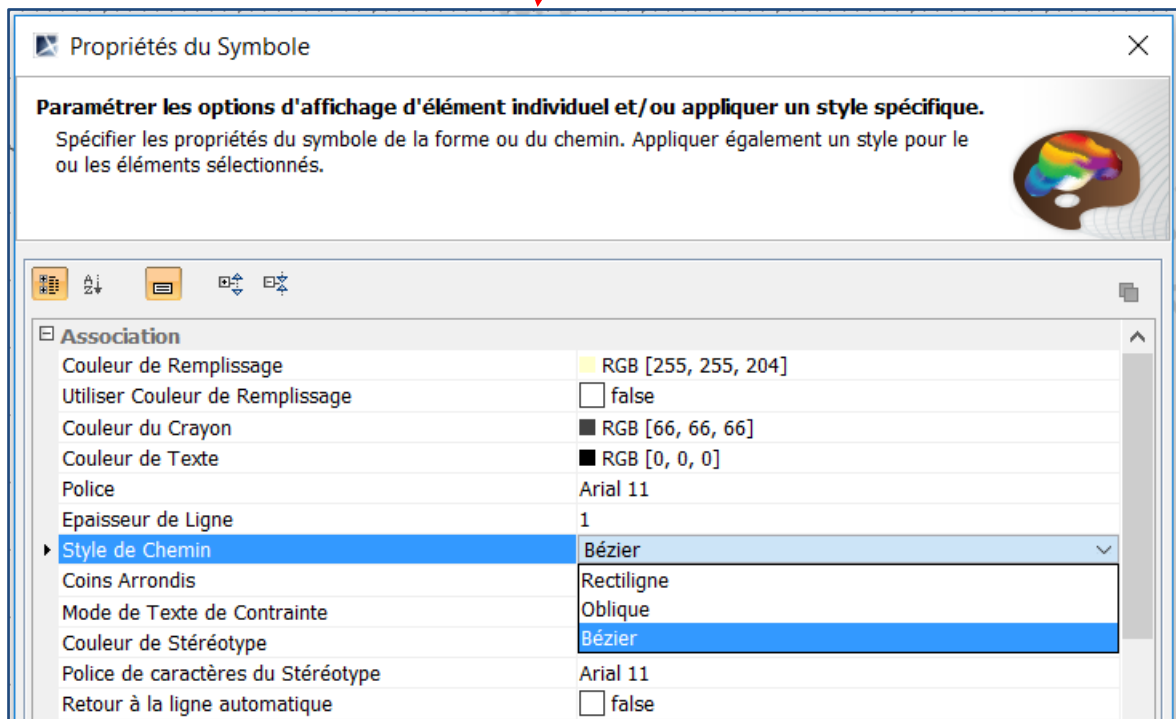 Propriétés du Symbole
Paramétrer les options d'affichage d'élément individuel et/ou appliquer un style spécifique.
Spécifier les propriétés du symbole de la forme ou du chemin. Appliquer également un style pour le
ou les éléments sélectionnés.
Association
Couleur de Remplissage RGB [255, 255, 204]
Utiliser Couleur de Remplissage false
Couleur du Crayon RGB [66, 66, 66]
Couleur de Texte RGB [0, 0, 0]
Police Arial 11
Epaisseur de Ligne 1
Style de Chemin Bézier
Coins Arrondis Rectiligne
Mode de Texte de Contrainte Oblique
Couleur de Stéréotype Bézier
Police de caractères du Stéréotype Arial 11
Retour à la ligne automatique false